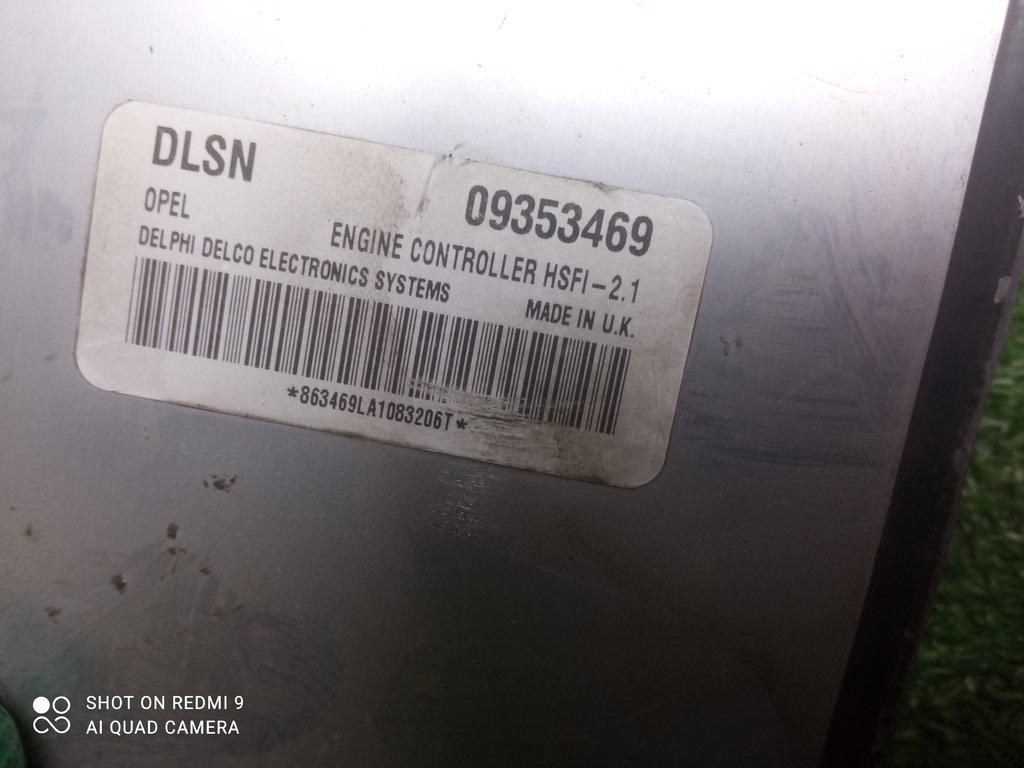 DLSN
09353469
OPEL
ENGINE CONTROLLER HSFI-2.1
DELPHI DELCO ELECTRONICS SYSTEMS
MADE IN U.K.
*863469LA1083206T*
SHOT ON REDMI 9
AI QUAD CAMERA